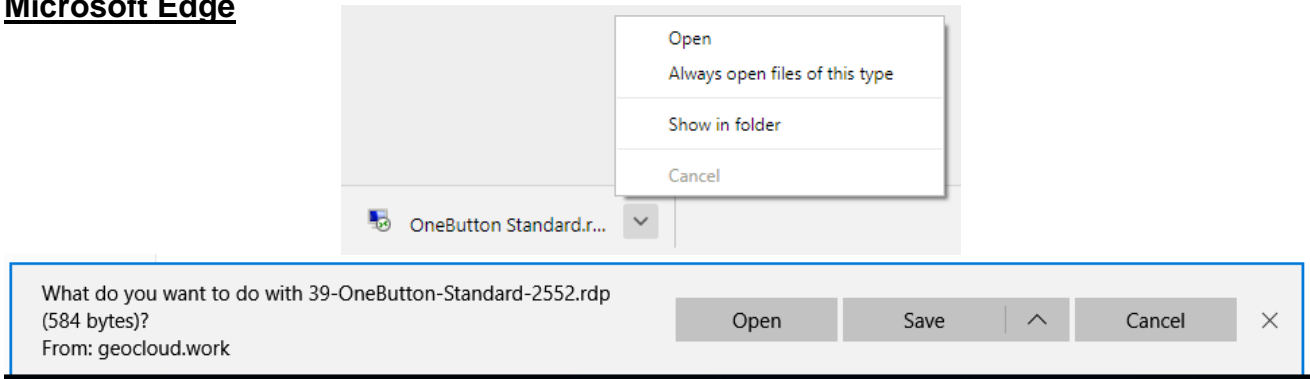 Microsoft Edge
Open
Always open files of this type
Show in folder
Cancel
OneButton Standard.r...
What do you want to do with 39-OneButton-Standard-2552.rdp
(584 bytes)?
From: geocloud.work
Open Save Cancel